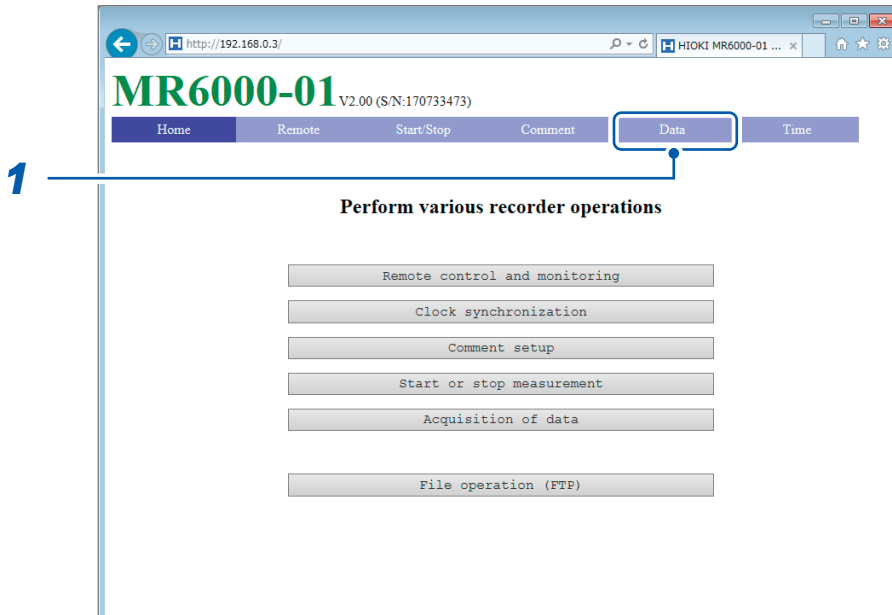 http://192.168.0.3/
HIOKI MR6000-01 ...
MR6000-01 V2.00 (S/N:170733473)
Home Remote Start/Stop Comment Data Time
1
Perform various recorder operations
Remote control and monitoring
Clock synchronization
Comment setup
Start or stop measurement
Acquisition of data
File operation (FTP)